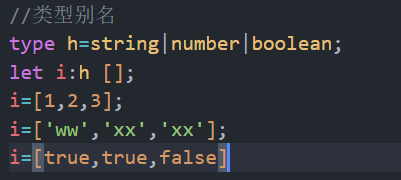 //类型别名
type h=string|number|boolean;
let i:h [];
i=[1,2,3];
i=['ww','xx','xx'];
i=[true,true,false]